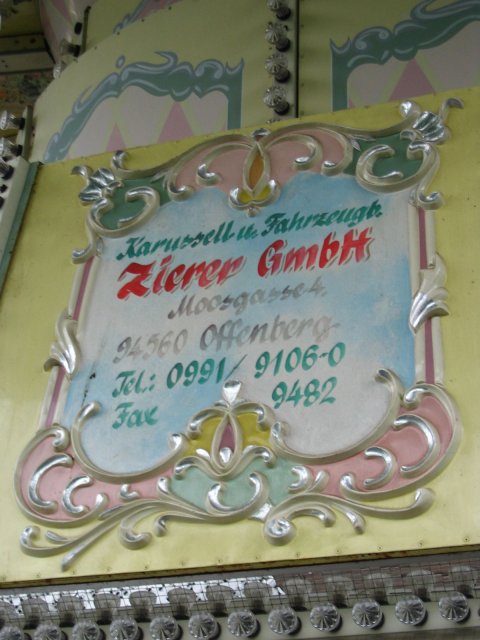 Karussell u. Fahrzeugb.
Zierer GmbH
Moosgasse 4.
94560 Offenberg
Tel.: 0991/9106-0
Fax 9482